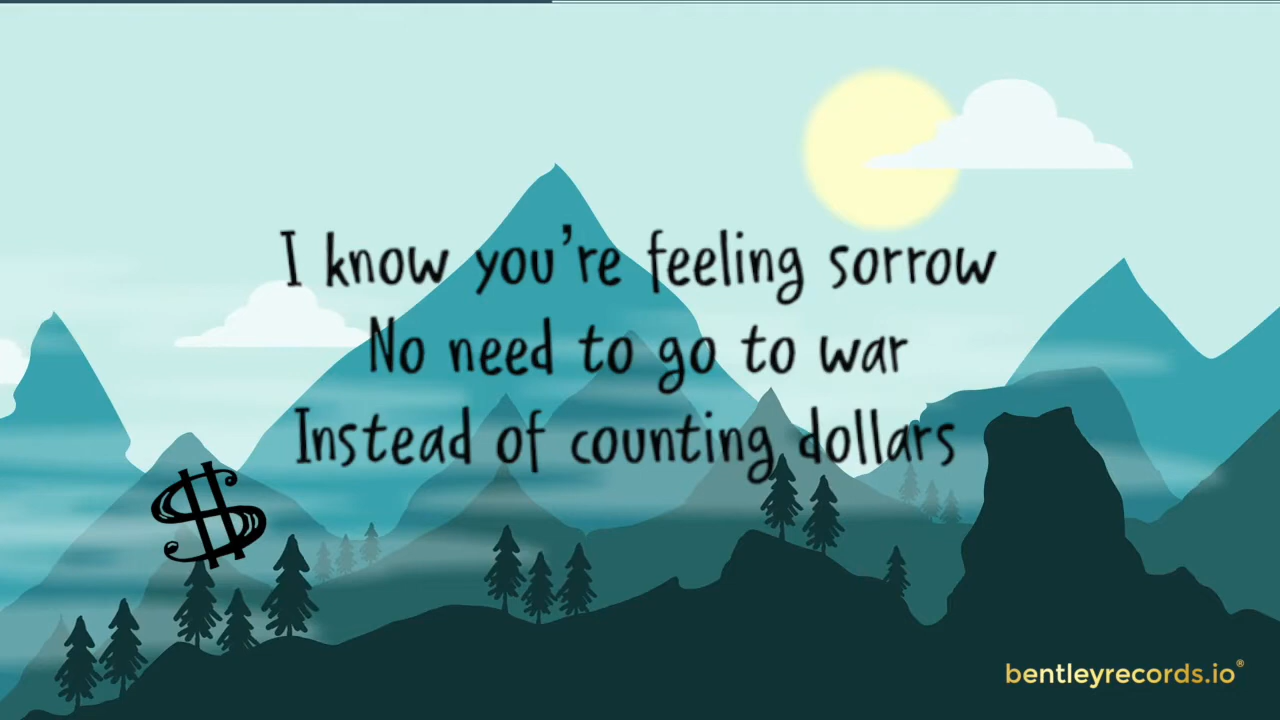 I know you're feeling sorrow
No need to go to war
Instead of counting dollars
$
bentleyrecords.io®